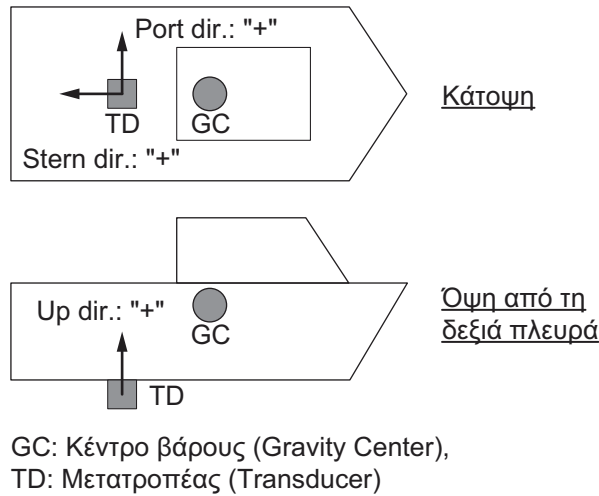 Port dir.: "+"
TD
GC
Stern dir.: "+"
Κάτοψη
Up dir.: "+"
GC
TD
Όψη από τη
δεξιά πλευρά
GC: Κέντρο βάρους (Gravity Center),
TD: Μετατροπέας (Transducer)